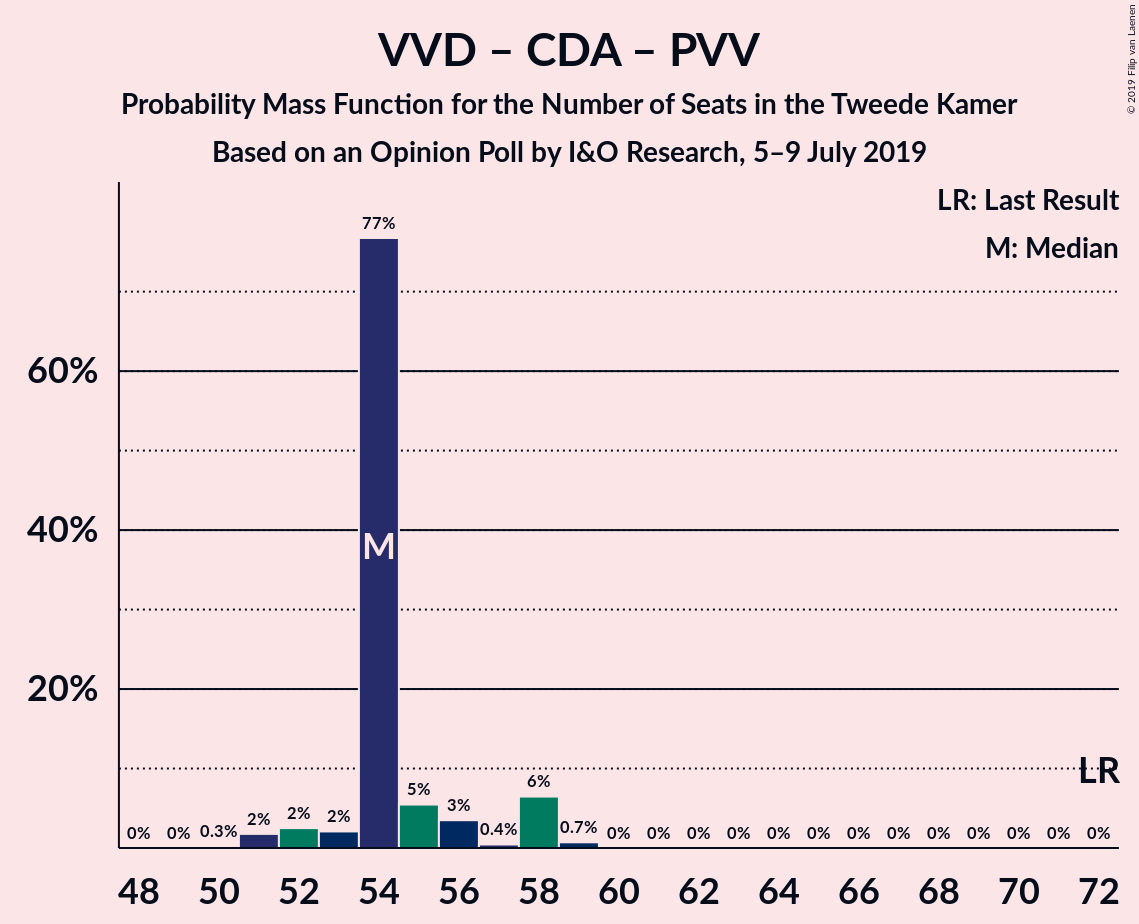 VVD – CDA – PVV
Probability Mass Function for the Number of Seats in the Tweede Kamer
Based on an Opinion Poll by I&O Research, 5–9 July 2019
© 2019 Filip van Laenen
LR: Last Result
M: Median
77%
60%
40%
M
20%
LR
0% 0% 0.3% 2% 2% 2% 5% 3% 0.4% 6% 0.7% 0% 0% 0% 0% 0% 0% 0% 0% 0% 0% 0% 0% 0%
48 50 52 54 56 58 60 62 64 66 68 70 72